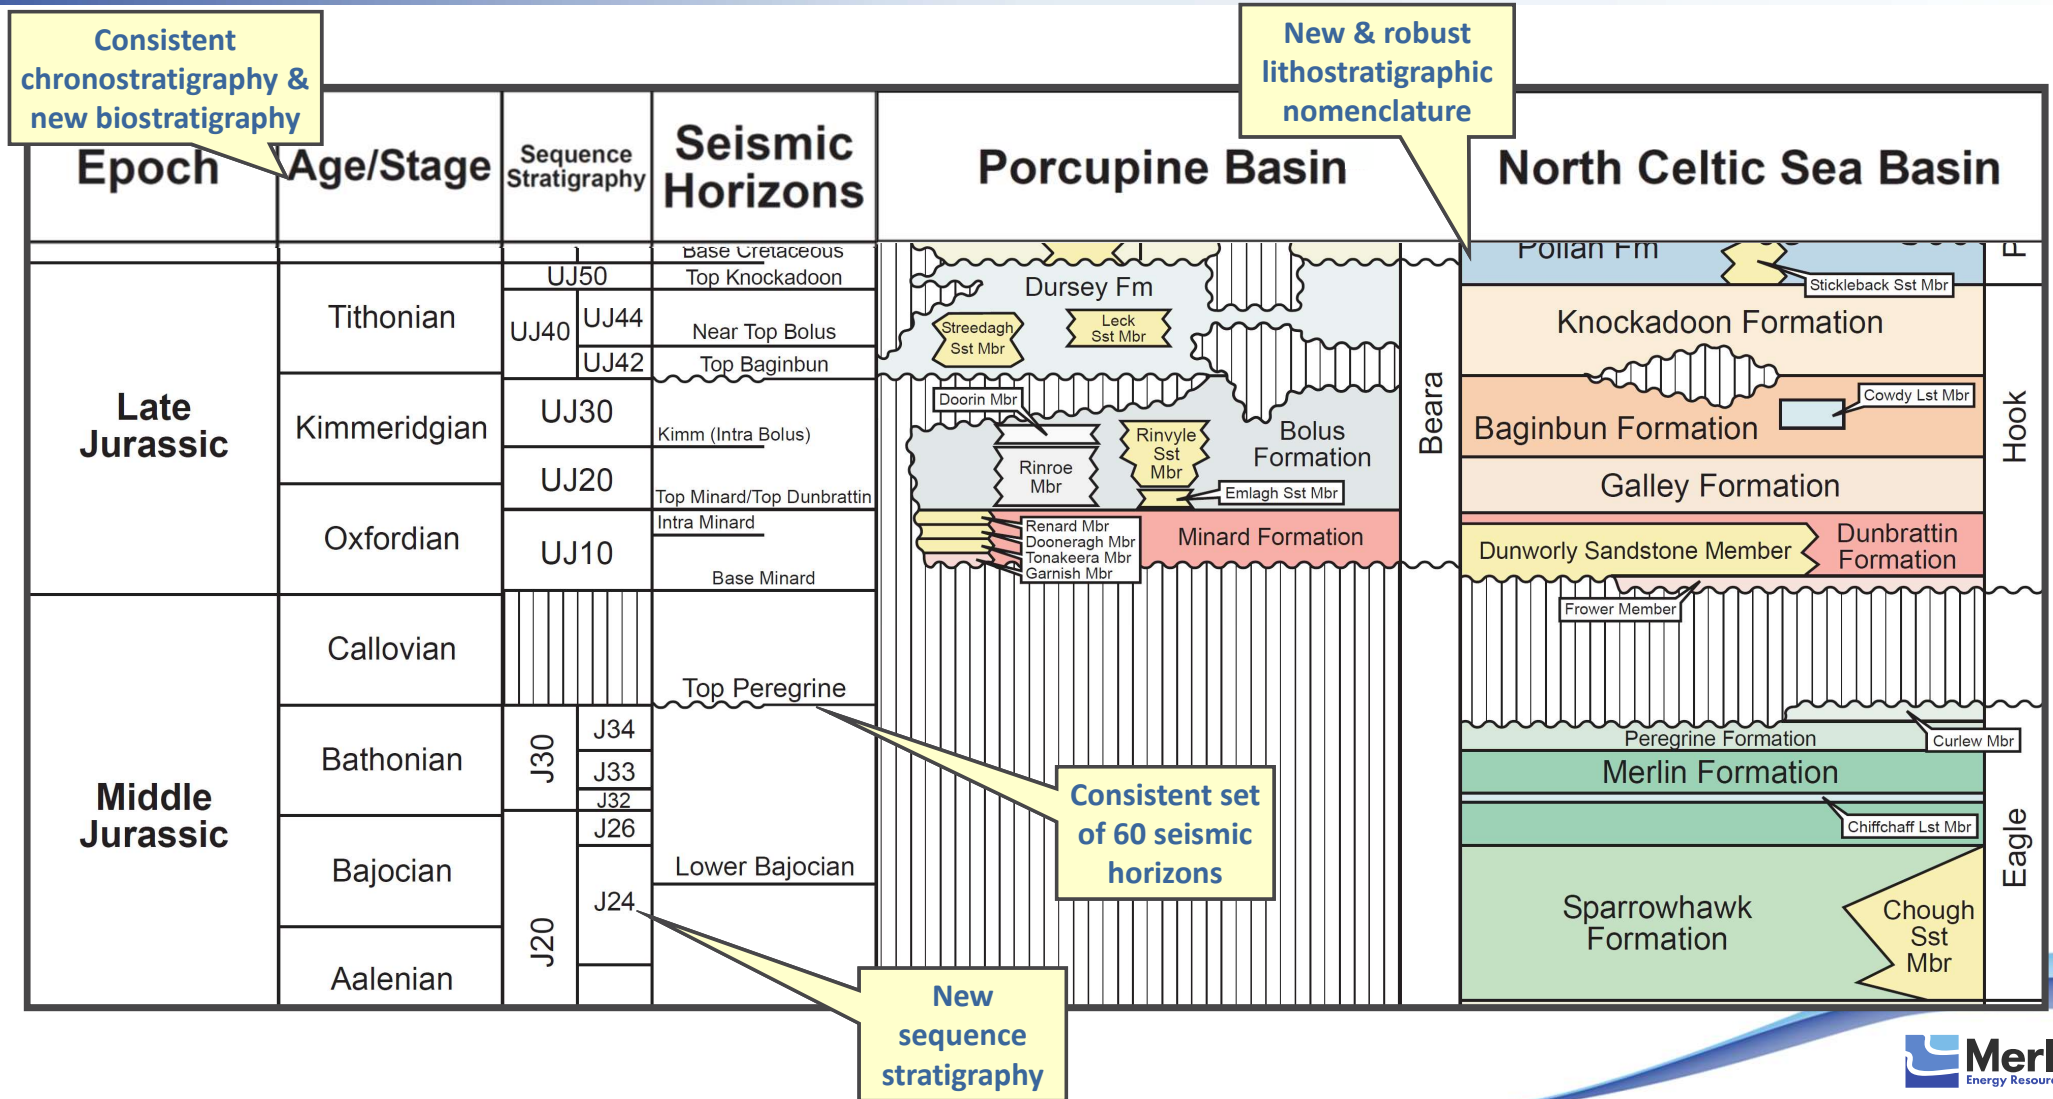 Consistent
chronostratigraphy &
new biostratigraphy
New & robust
lithostratigraphic
nomenclature
Epoch
Age/Stage
Sequence
Stratigraphy
Seismic
Horizons
Porcupine Basin
North Celtic Sea Basin
Late
Jurassic
Middle
Jurassic
Tithonian
Kimmeridgian
Oxfordian
Callovian
Bathonian
Bajocian
Aalenian
UJ50
UJ40
UJ44
UJ42
UJ30
UJ20
UJ10
J30
J34
J33
J32
J26
J24
J20
Base Cretaceous
Top Knockadoon
Near Top Bolus
Top Baginbun
Kimm (Intra Bolus)
Top Minard/Top Dunbrattin
Intra Minard
Base Minard
Top Peregrine
Lower Bajocian
Dursey Fm
Streedagh
Sst Mbr
Leck
Sst Mbr
Doorin Mbr
Rinroe
Mbr
Rinvyle
Sst
Mbr
Bolus
Formation
Emlagh Sst Mbr
Renard Mbr
Dooneragh Mbr
Tonakeera Mbr
Garnish Mbr
Minard Formation
Beara
Pollan Fm
Stickleback Sst Mbr
Knockadoon Formation
Cowdy Lst Mbr
Baginbun Formation
Galley Formation
Dunworly Sandstone Member
Dunbrattin
Formation
Frower Member
Peregrine Formation
Curlew Mbr
Merlin Formation
Chiffchaff Lst Mbr
Sparrowhawk
Formation
Chough
Sst
Mbr
P
Hook
Eagle
Consistent set
of 60 seismic
horizons
New
sequence
stratigraphy
Merl
Energy Resour